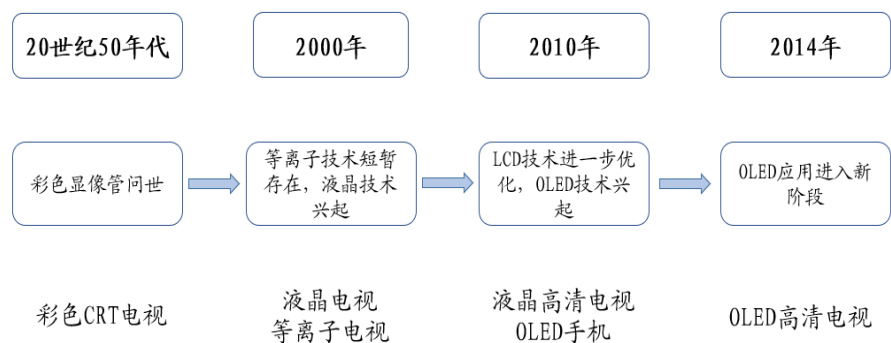 20世纪50年代
2000年
2010年
2014年
彩色显像管问世
等离子技术短暂
存在，液晶技术
兴起
LCD技术进一步优
化，OLED技术兴
起
OLED应用进入新
阶段
彩色CRT电视
液晶电视
等离子电视
液晶高清电视
OLED手机
OLED高清电视